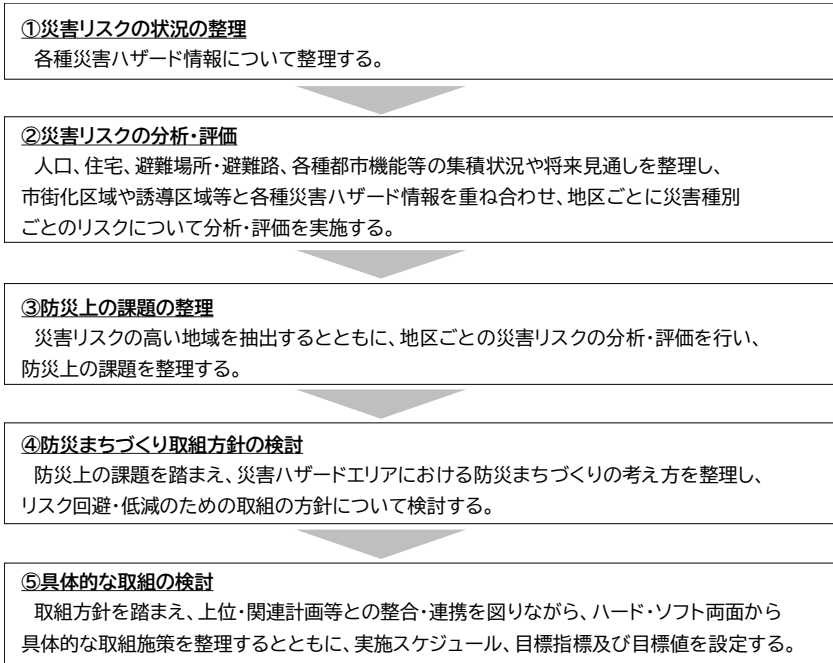 ①災害リスクの状況の整理
各種災害ハザード情報について整理する。
②災害リスクの分析・評価
人口、住宅、避難場所・避難路、各種都市機能等の集積状況や将来見通しを整理し、
市街化区域や誘導区域等と各種災害ハザード情報を重ね合わせ、地区ごとに災害種別
ごとのリスクについて分析・評価を実施する。
③防災上の課題の整理
災害リスクの高い地域を抽出するとともに、地区ごとの災害リスクの分析・評価を行い、
防災上の課題を整理する。
④防災まちづくり取組方針の検討
防災上の課題を踏まえ、災害ハザードエリアにおける防災まちづくりの考え方を整理し、
リスク回避・低減のための取組の方針について検討する。
⑤具体的な取組の検討
取組方針を踏まえ、上位・関連計画等との整合・連携を図りながら、ハード・ソフト両面から
具体的な取組施策を整理するとともに、実施スケジュール、目標指標及び目標値を設定する。